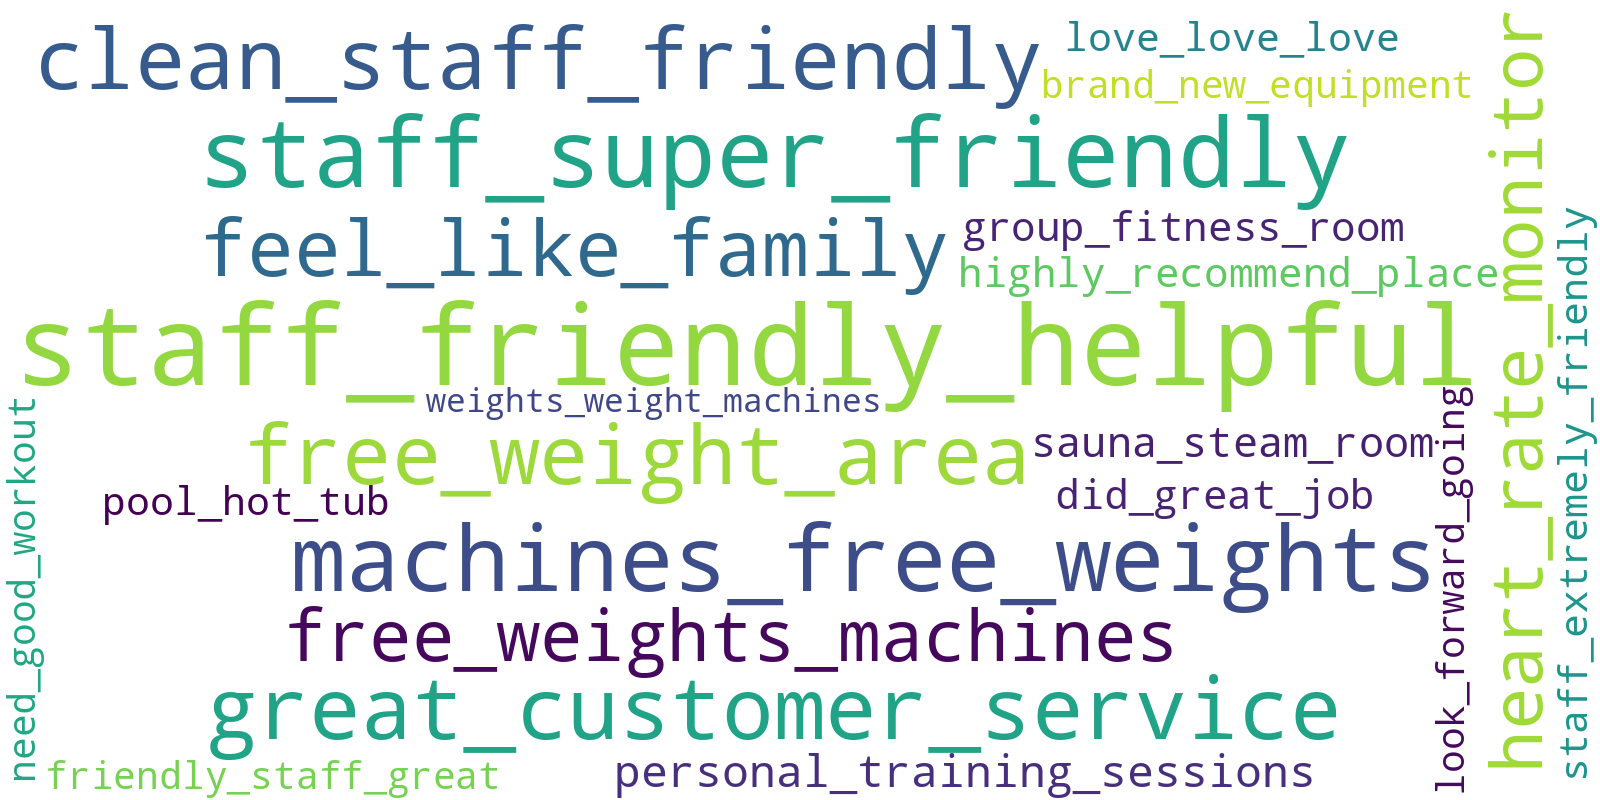 clean_staff_friendly
love_love_love
brand_new_equipment
staff_super_friendly
feel_like_family
group_fitness_room
highly_recommend_place
staff_friendly_helpful
weights_weight_machines
free_weight_area
sauna_steam_room
pool_hot_tub
did_great_job
machines_free_weights
free_weights_machines
great_customer_service
friendly_staff_great
personal_training_sessions
need_good_workout
look_forward_going
heart_rate_monitor
staff_extremely_friendly